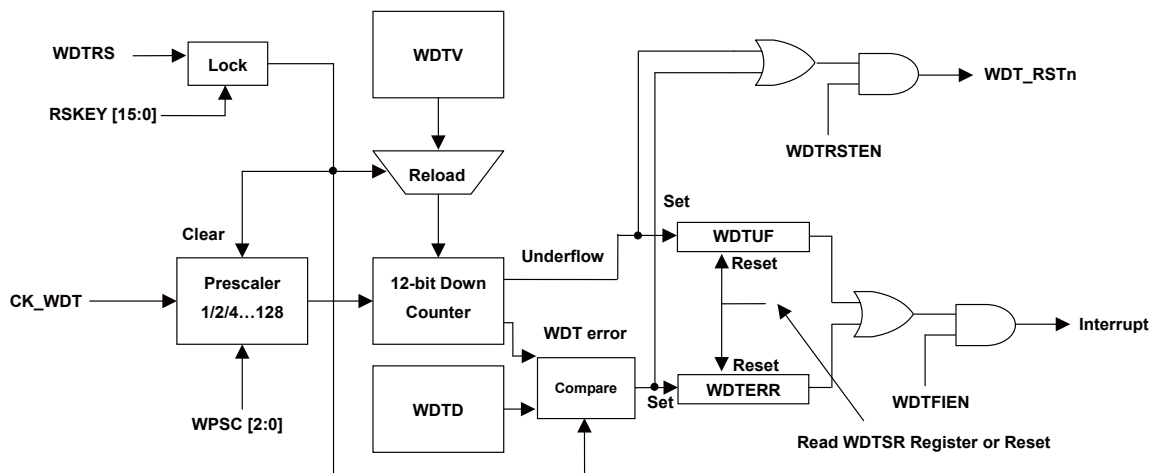 WDTRS
Lock
WDTV
WDT_RSTn
RSKEY [15:0]
WDTRSTEN
Reload
Set
Clear
WDTUF
Underflow
Reset
Prescaler
1/2/4…128
12-bit Down
Counter
CK_WDT
Interrupt
WDT error
Reset
Compare
WDTERR
Set
WDTD
WDTFIEN
WPSC [2:0]
Read WDTSR Register or Reset